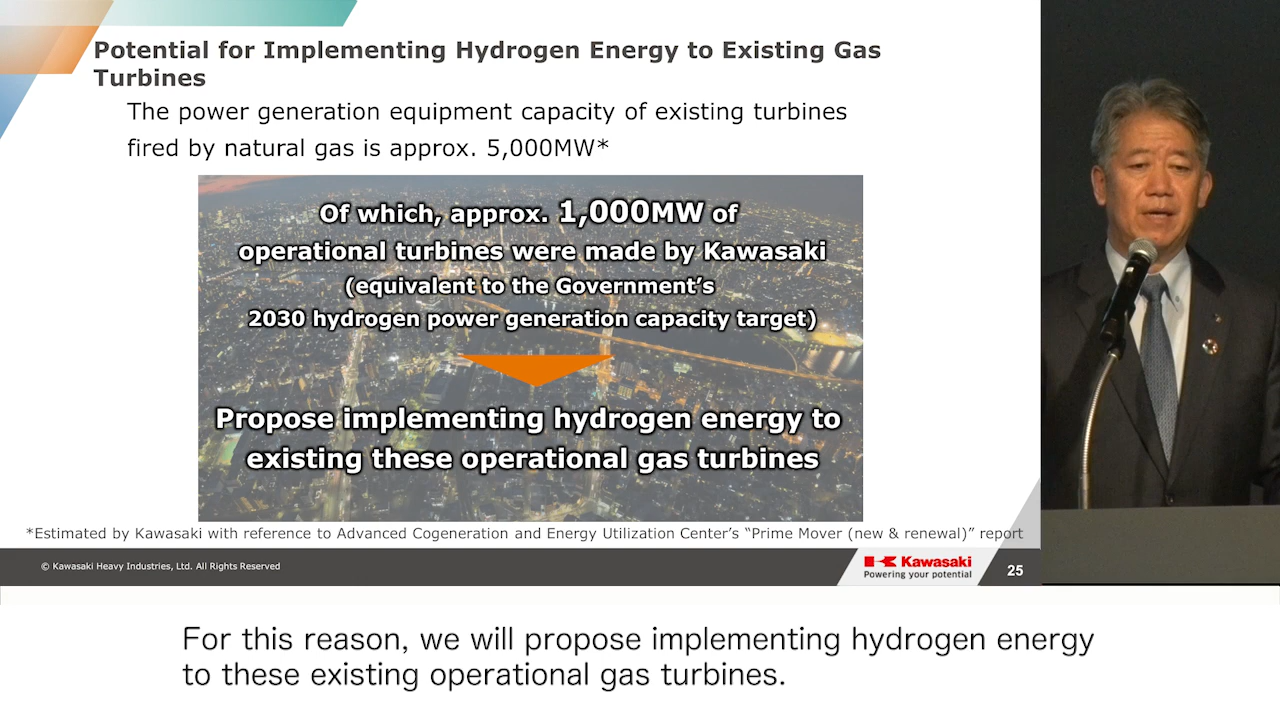 Potential for Implementing Hydrogen Energy to Existing Gas
Turbines
The power generation equipment capacity of existing turbines
fired by natural gas is approx. 5,000MW*
Of which, approx. 1,000MW of
operational turbines were made by Kawasaki
(equivalent to the Government's
2030 hydrogen power generation capacity target)
Propose implementing hydrogen energy to
existing these operational gas turbines
*Estimated by Kawasaki with reference to Advanced Cogeneration and Energy Utilization Center's “Prime Mover (new & renewal)” report
© Kawasaki Heavy Industries, Ltd. All Rights Reserved
Kawasaki
Powering your potential
25
For this reason, we will propose implementing hydrogen energy
to these existing operational gas turbines.